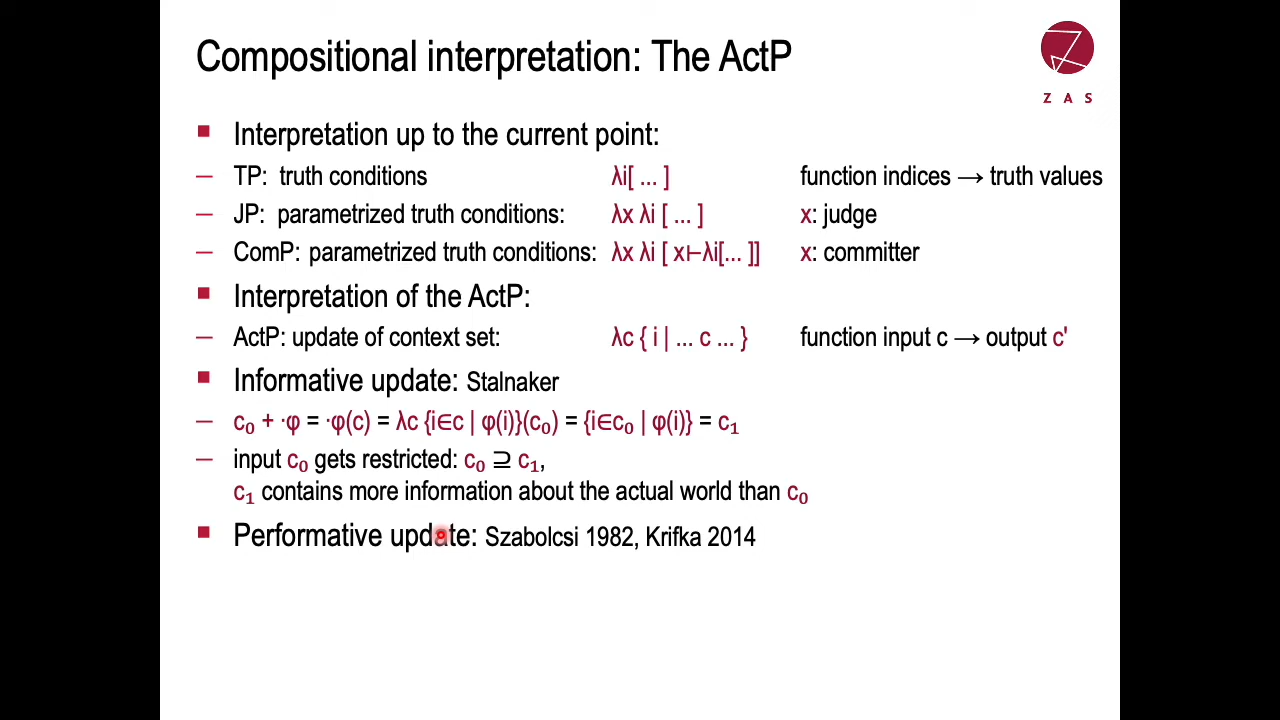 Compositional interpretation: The ActP
Z A S
Interpretation up to the current point:
TP: truth conditions λi[ ... ] function indices → truth values
JP: parametrized truth conditions: λx λi [ ... ] x: judge
ComP: parametrized truth conditions: λx λi [ x⊢λi[... ]] x: committer
Interpretation of the ActP:
ActP: update of context set: λc { i | ... c ... } function input c → output c'
Informative update: Stalnaker
c₀ + ·φ = ·φ(c) = λc {i∈c | φ(i)}(c₀) = {i∈c₀ | φ(i)} = c₁
input c₀ gets restricted: c₀ ⊇ c₁,
c₁ contains more information about the actual world than c₀
Performative update: Szabolcsi 1982, Krifka 2014